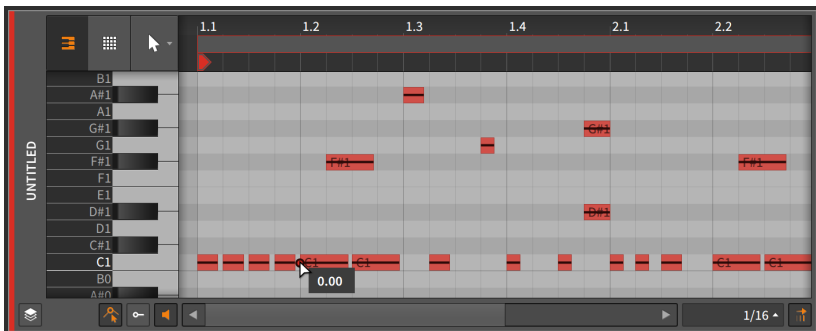 1.1 1.2 1.3 1.4 2.1 2.2
B1
A#1
A1
G#1 G#1
G1
F#1 F#1 F#1
F1
E1
D#1 D#1
D1
C#1
C1 C1 C1 C1 C1
B0
A#0
0.00
UNTITLED
1/16